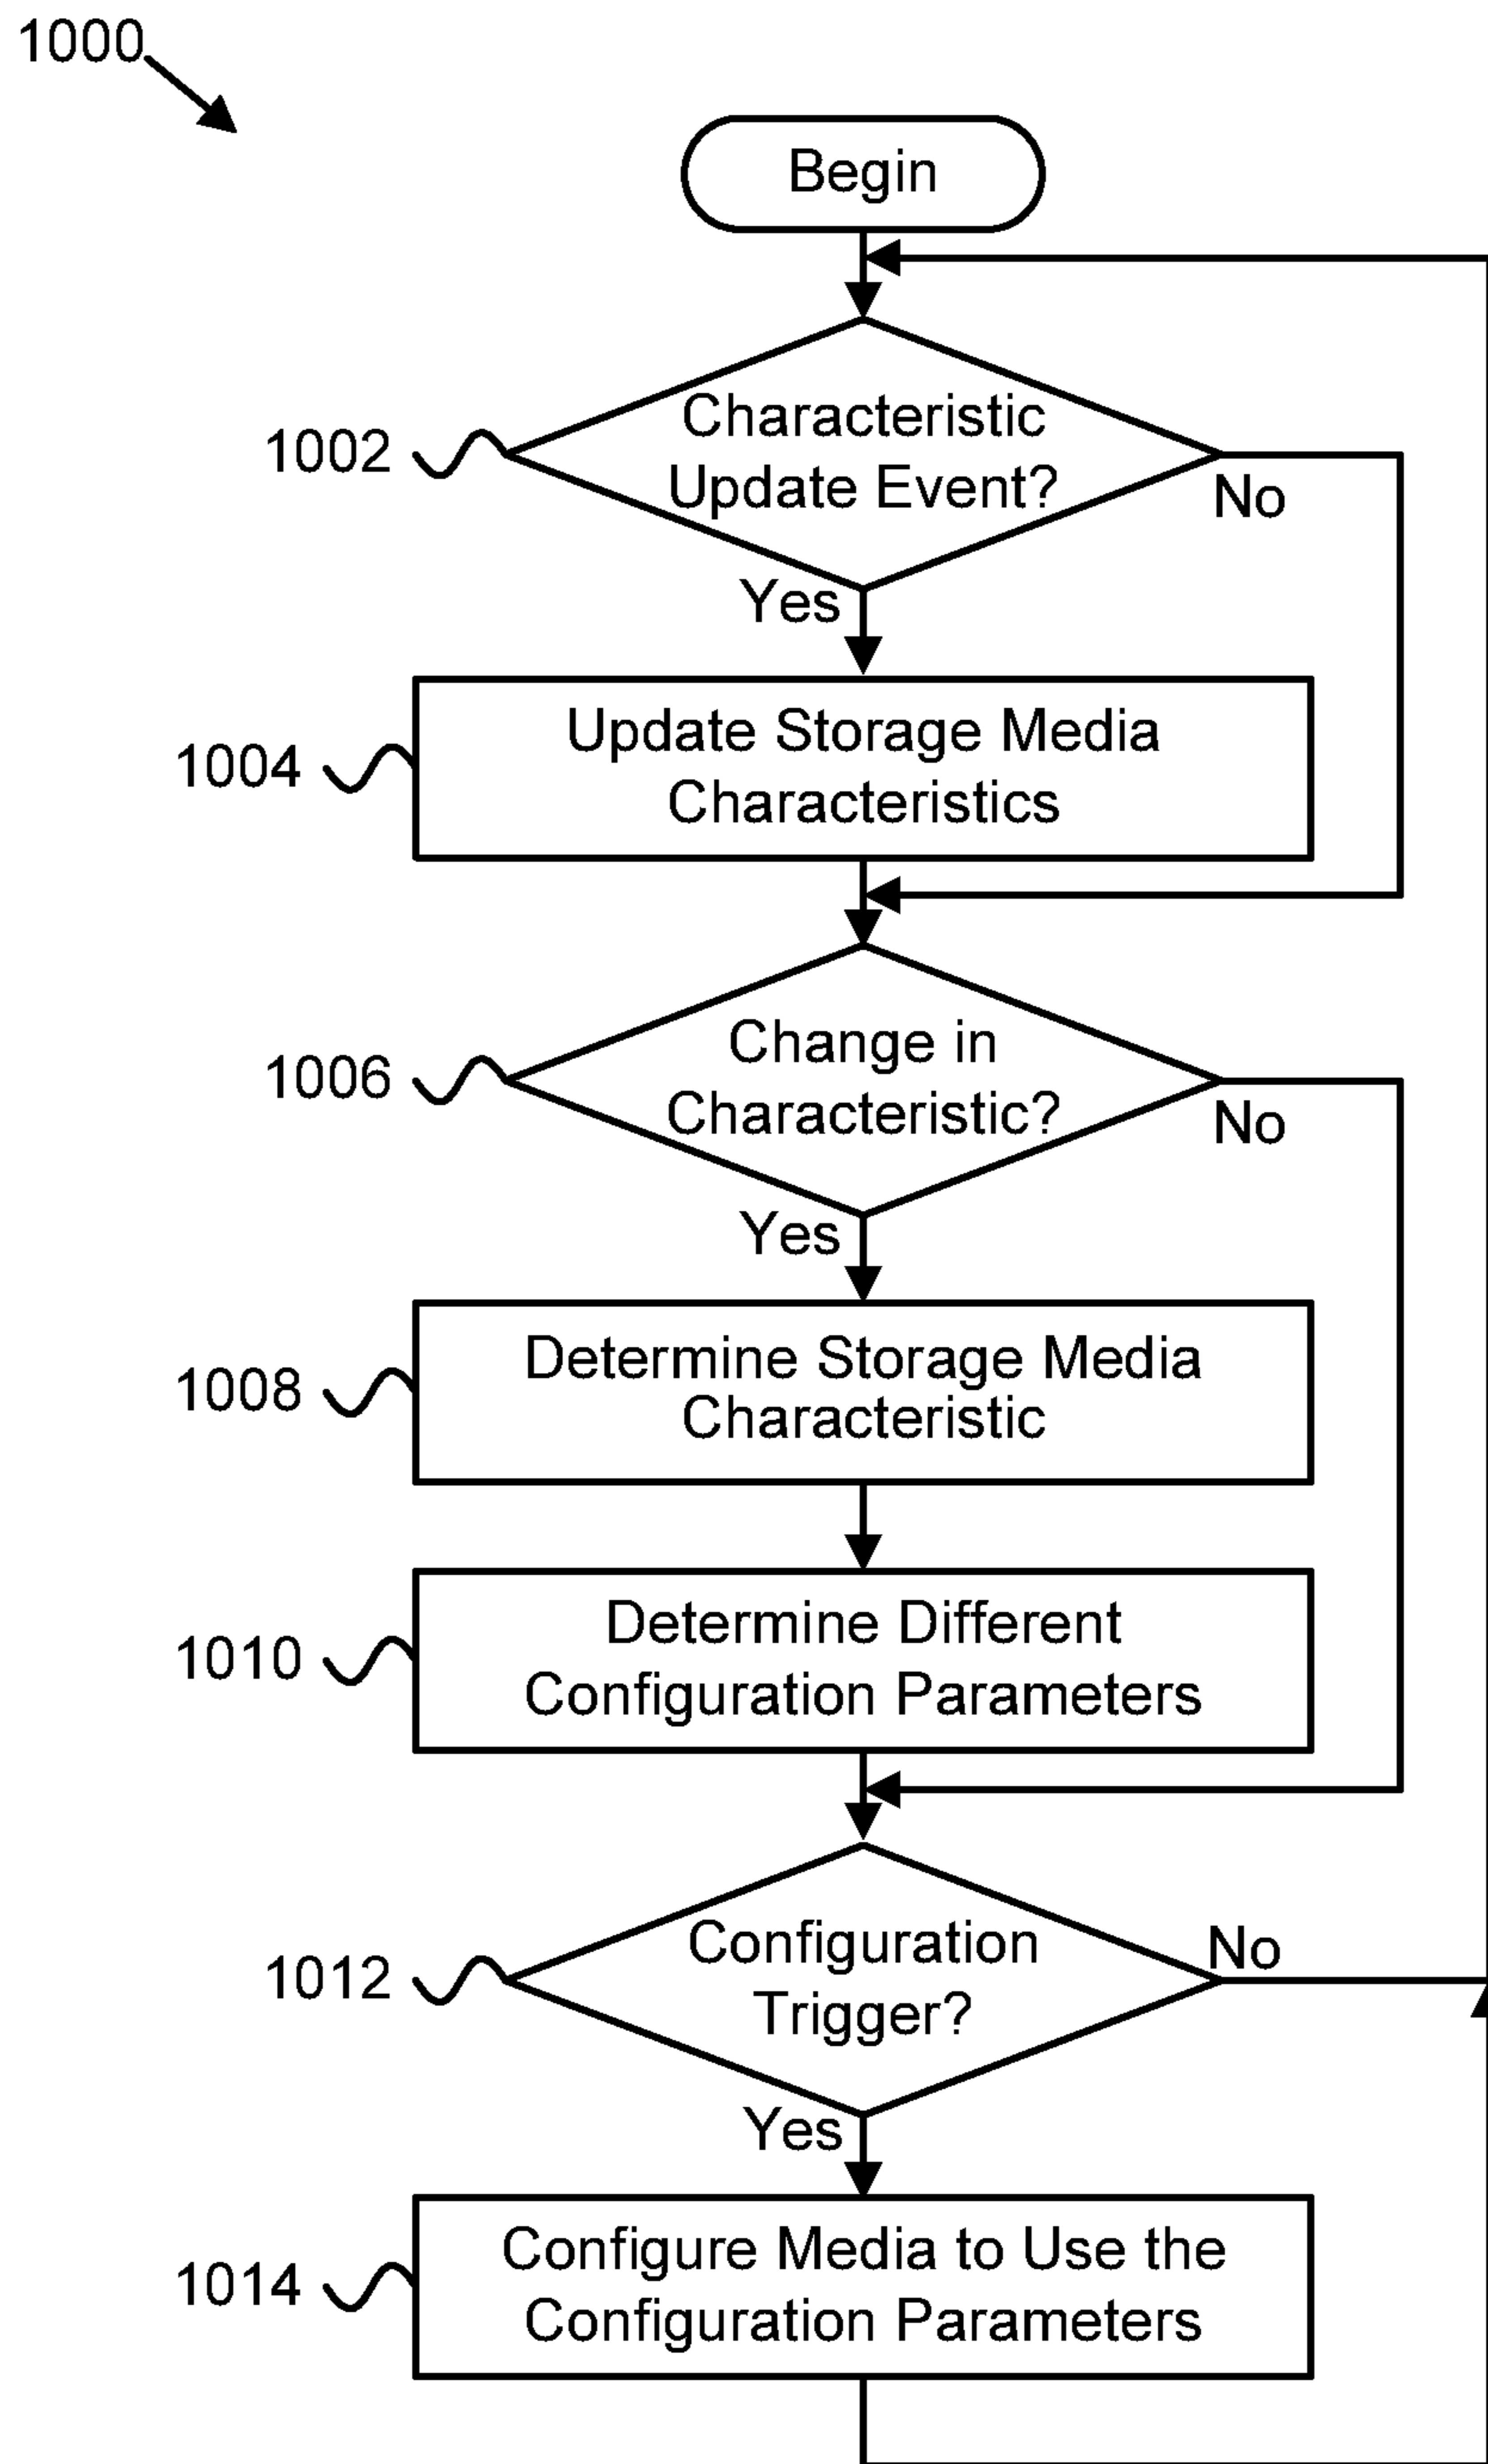 1000
Begin
1002
Characteristic
Update Event?
No
Yes
1004
Update Storage Media
Characteristics
1006
Change in
Characteristic?
No
Yes
1008
Determine Storage Media
Characteristic
1010
Determine Different
Configuration Parameters
1012
Configuration
Trigger?
No
Yes
1014
Configure Media to Use the
Configuration Parameters